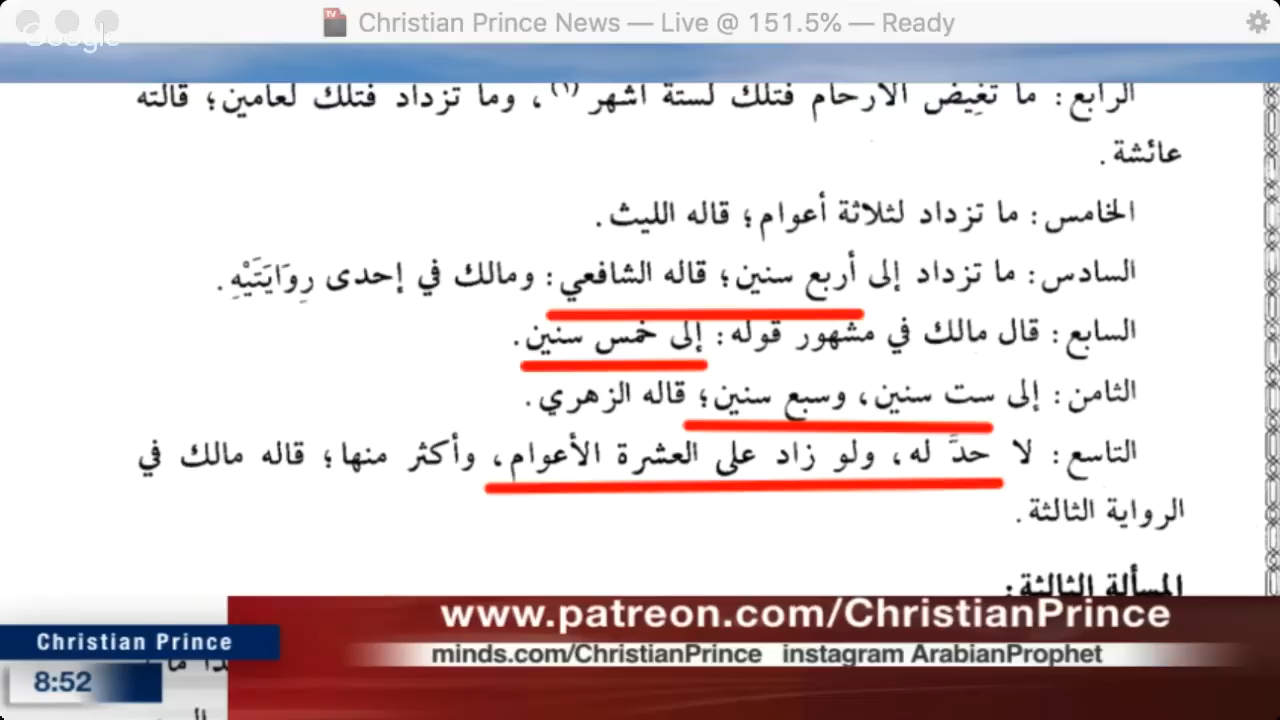 Christian Prince News — Live @ 151.5% — Ready
Google
الرابع: ما تَغِيض الأرحام فتلك لستة أشهر (١)، وما تزداد فتلك لعامين؛ قالته
عائشة.
الخامس: ما تزداد لثلاثة أعوام؛ قاله الليث.
السادس: ما تزداد إلى أربع سنين؛ قاله الشافعي: ومالك في إحدى رِوَايَتَيْهِ.
السابع: قال مالك في مشهور قوله: إلى خمس سنين.
الثامن: إلى ست سنين، وسبع سنين؛ قاله الزهري.
التاسع: لا حدَّ له، ولو زاد على العشرة الأعوام، وأكثر منها؛ قاله مالك في
الرواية الثالثة.
المسألة الثالثة:
www.patreon.com/ChristianPrince
Christian Prince
minds.com/ChristianPrince instagram ArabianProphet
8:52